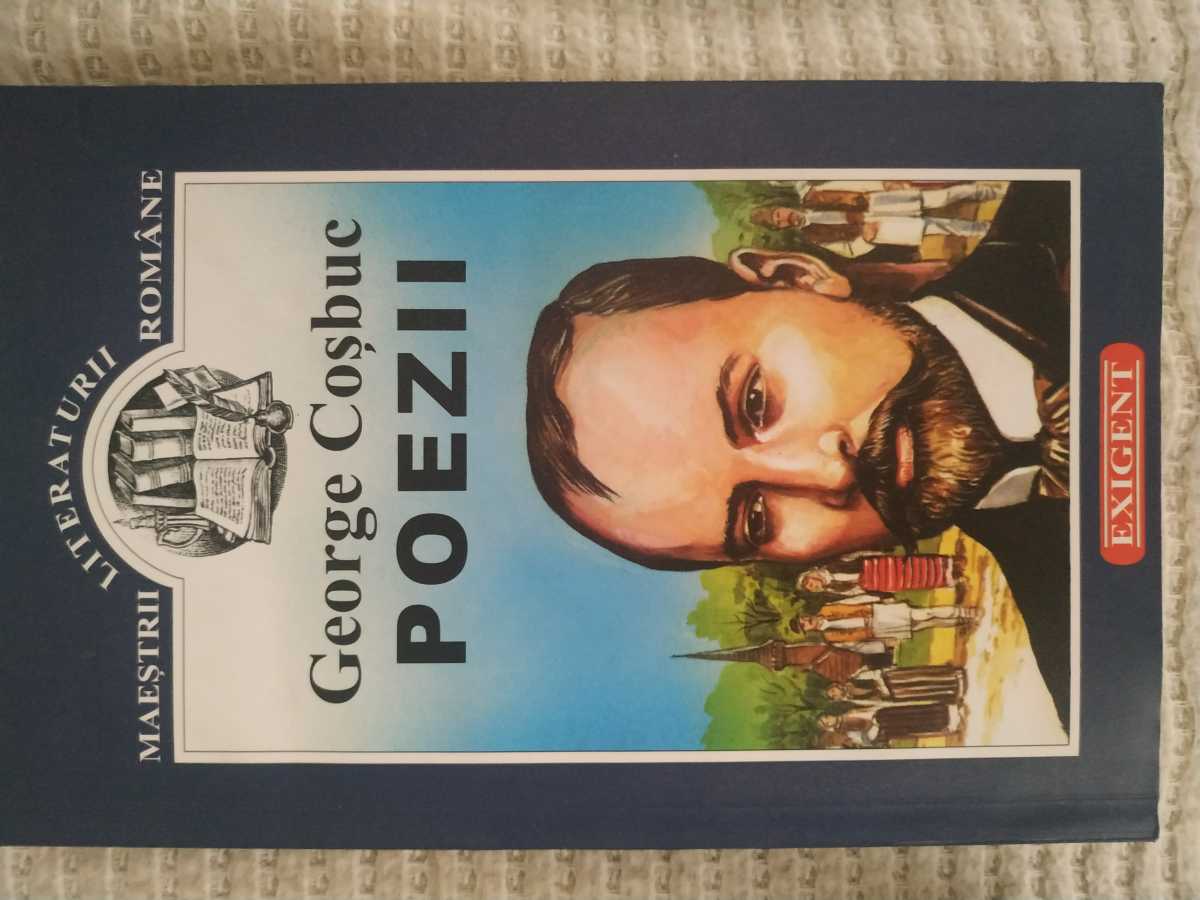 MAEȘTRII LITERATURII ROMÂNE
George Coșbuc
POEZII
EXIGENT